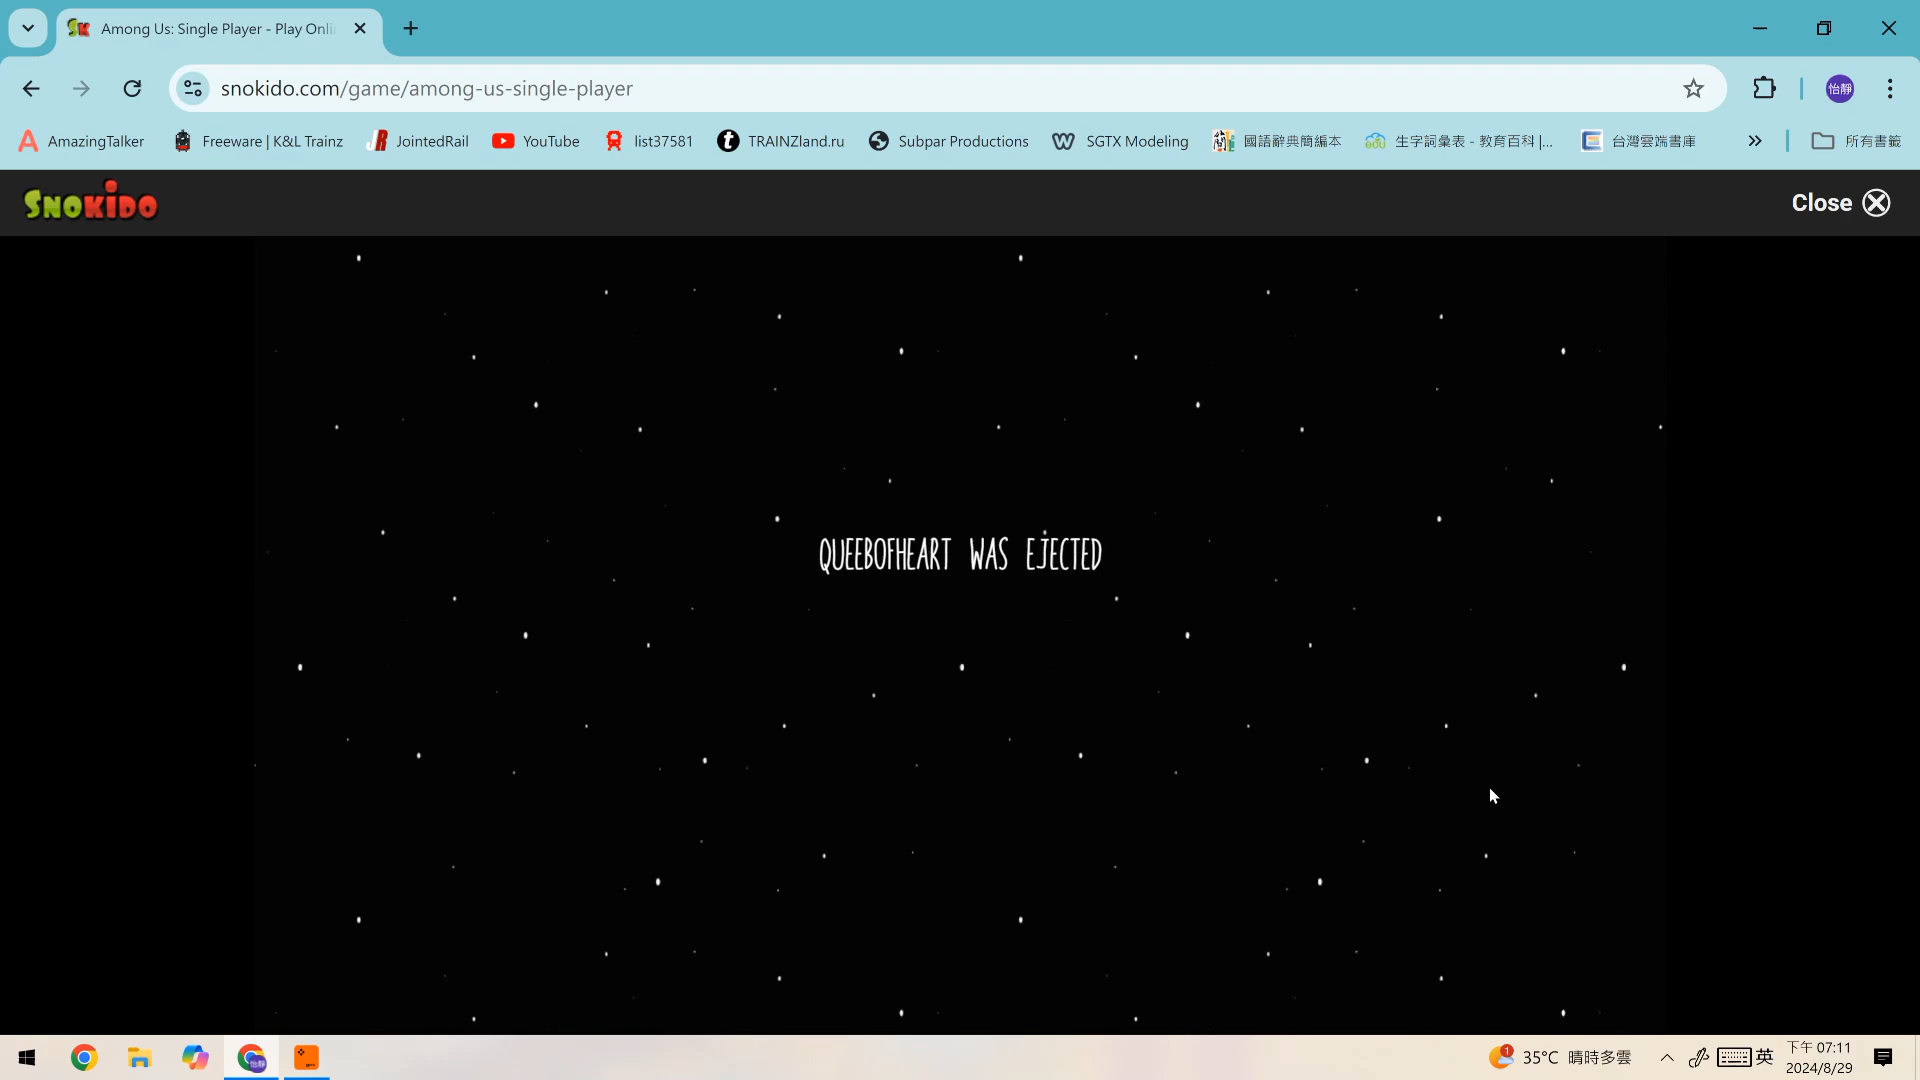 Among Us: Single Player - Play Onli
snokido.com/game/among-us-single-player
怡靜
AmazingTalker
Freeware | K&L Trainz
JointedRail
YouTube
list37581
TRAINZland.ru
Subpar Productions
SGTX Modeling
國語辭典簡編本
生字詞彙表 - 教育百科 |...
台灣雲端書庫
所有書籤
SNOKIDO
Close
QUEEBOFHEART WAS EJECTED
1
35°C 晴時多雲
英
下午 07:11
2024/8/29